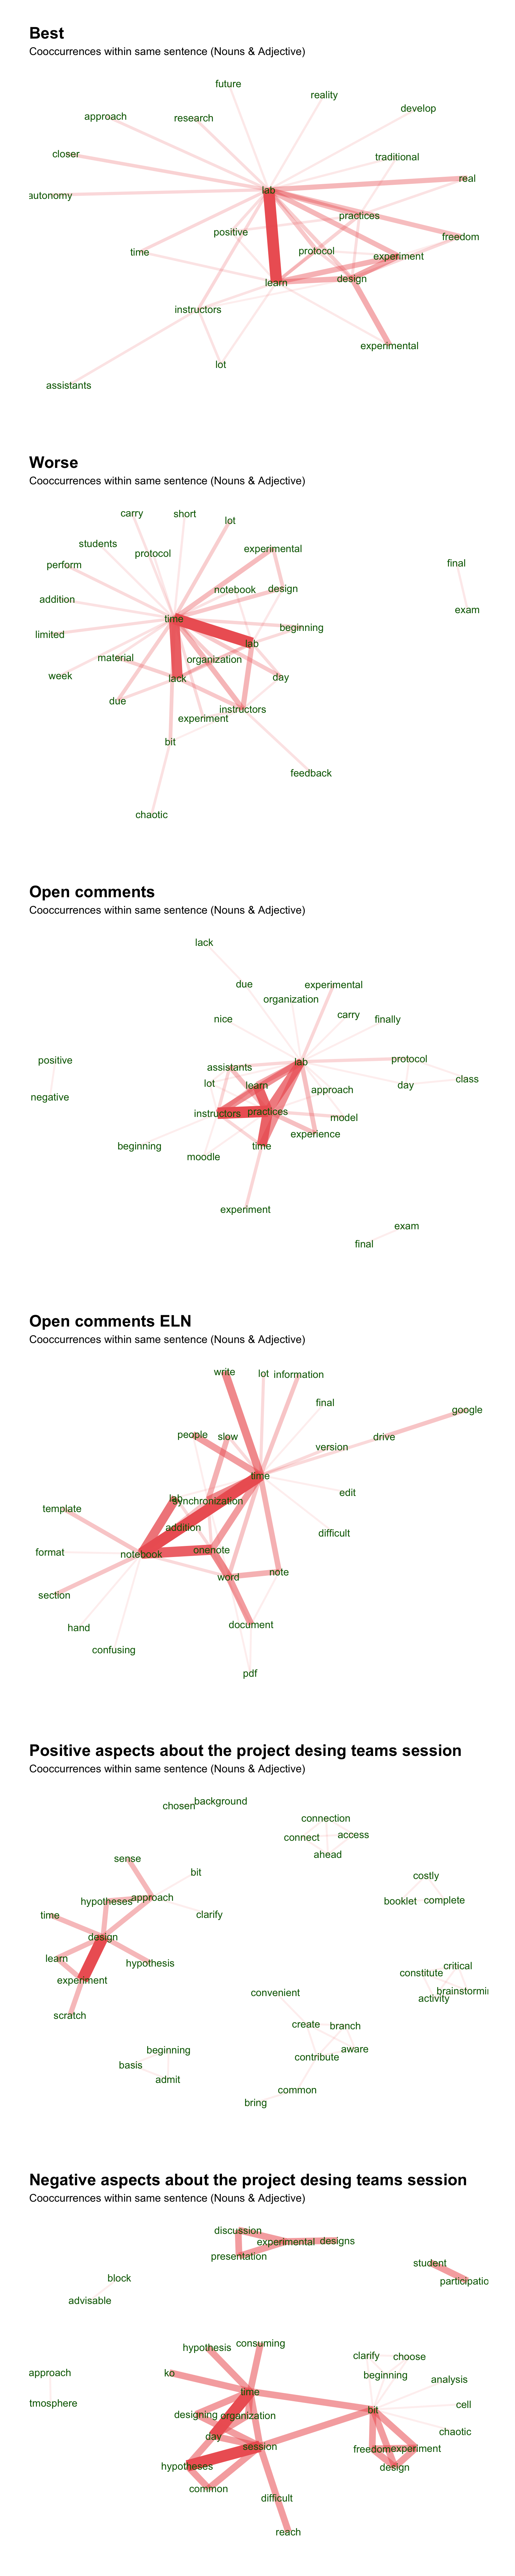 Best
Cooccurrences within same sentence (Nouns & Adjective)
future
reality
develop
approach
research
closer
traditional
real
autonomy
lab
practices
positive
freedom
time
protocol
experiment
learn
design
instructors
experimental
lot
assistants
Worse
Cooccurrences within same sentence (Nouns & Adjective)
carry
short
lot
students
experimental
protocol
perform
final
notebook
design
addition
exam
time
beginning
limited
lab
material
organization
week
lack
day
due
instructors
experiment
bit
feedback
chaotic
Open comments
Cooccurrences within same sentence (Nouns & Adjective)
lack
due
experimental
organization
nice
carry
finally
positive
lab
protocol
assistants
class
lot
learn
day
approach
negative
instructors
practices
model
experience
beginning
time
moodle
experiment
exam
final
Open comments ELN
Cooccurrences within same sentence (Nouns & Adjective)
write
lot
information
final
google
people
slow
drive
version
time
edit
lab
synchronization
template
addition
difficult
format
notebook
onenote
note
word
section
document
hand
confusing
pdf
Positive aspects about the project desing teams session
Cooccurrences within same sentence (Nouns & Adjective)
background
chosen
connection
connect
access
ahead
sense
bit
costly
hypotheses
approach
booklet
complete
time
clarify
design
learn
hypothesis
critical
experiment
constitute
brainstormi
activity
convenient
scratch
create
branch
beginning
aware
contribute
basis
admit
common
bring
Negative aspects about the project desing teams session
Cooccurrences within same sentence (Nouns & Adjective)
discussion
experimental
designs
presentation
student
block
participatio
advisable
consuming
hypothesis
clarify
choose
approach
ko
beginning
analysis
time
tmosphere
cell
designing
organization
bit
chaotic
day
session
freedom
experiment
hypotheses
design
common
difficult
reach